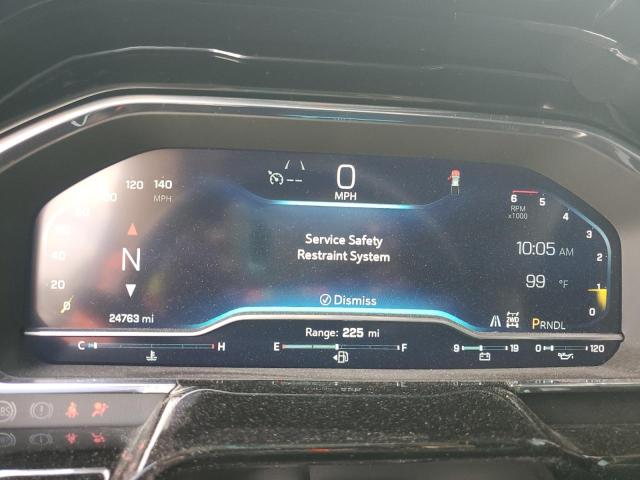 0
MPH
120 140
MPH
6 5
RPM
x1000
4
3
2
1
0
40
20
N
Service Safety
Restraint System
10:05 AM
99 °F
Dismiss
24763 mi
2WD
PRNDL
Range: 225 mi
C H
E F
9 19
0 120